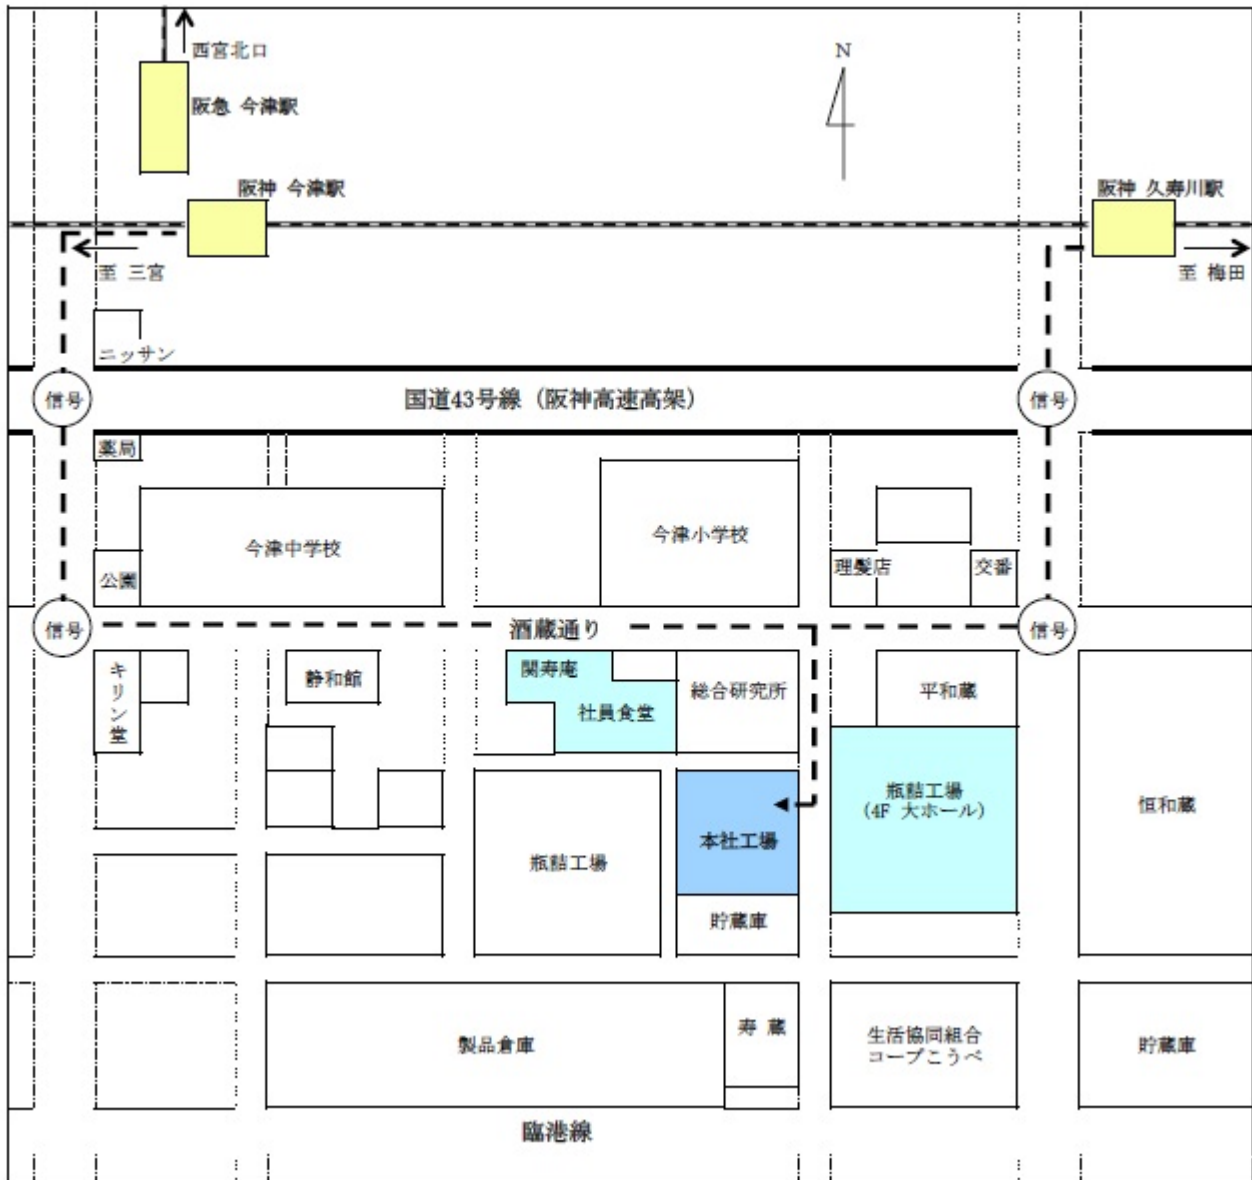 西宮北口
N
阪急 今津駅
阪神 今津駅
阪神 久寿川駅
至 三宮
至 梅田
ニッサン
信号
国道43号線（阪神高速高架）
信号
薬局
今津中学校
今津小学校
理髪店
交番
公園
信号
酒蔵通り
信号
キリン堂
静和館
関寿庵
社員食堂
総合研究所
平和蔵
瓶詰工場
(4F 大ホール)
恒和蔵
本社工場
瓶詰工場
貯蔵庫
製品倉庫
寿 蔵
生活協同組合
コープこうべ
貯蔵庫
臨港線